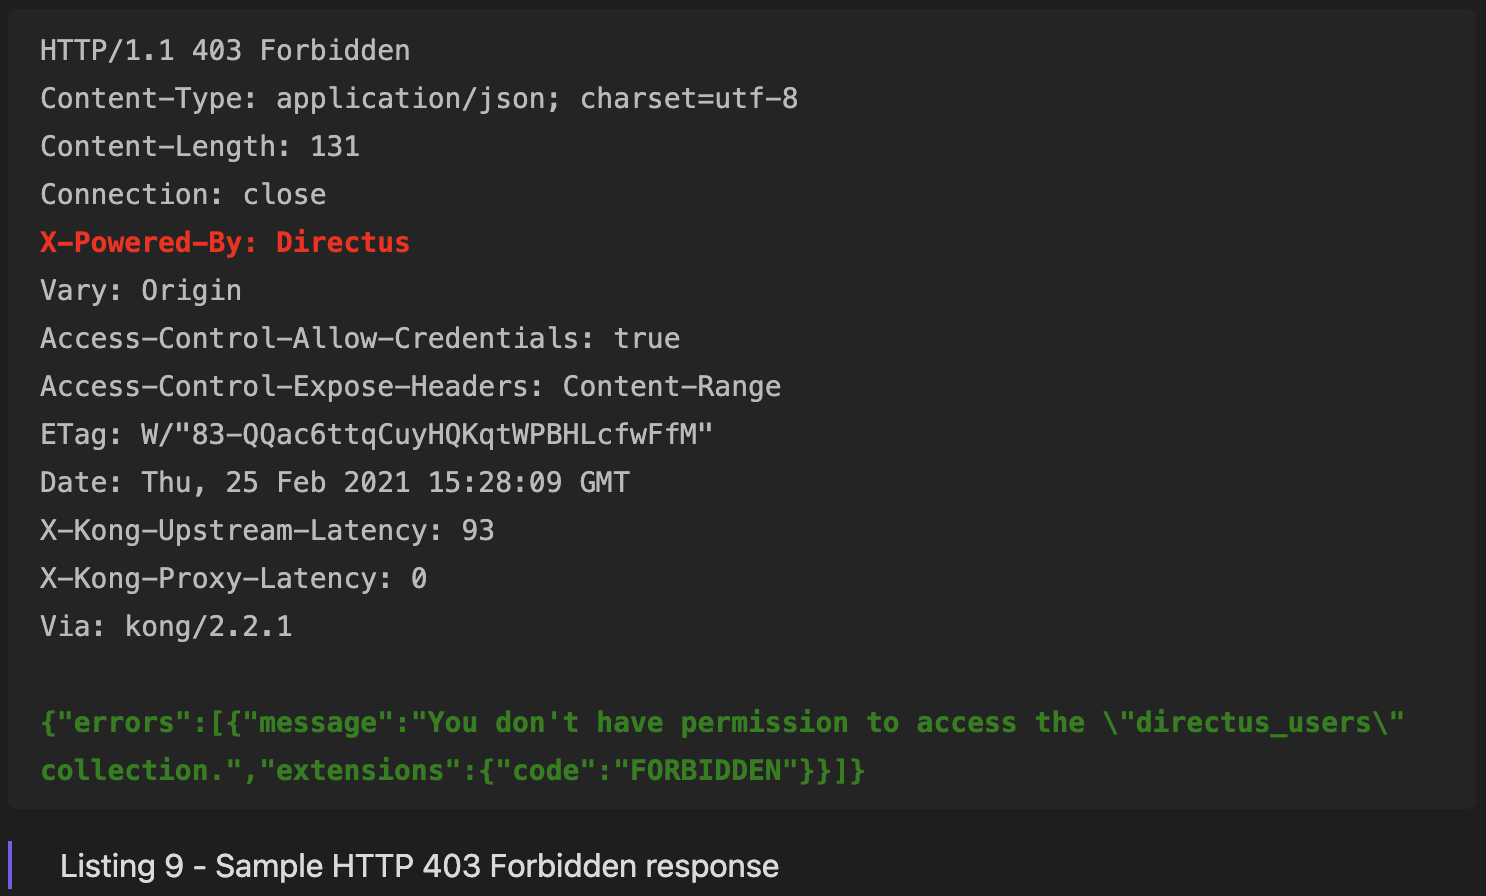 HTTP/1.1 403 Forbidden
Content-Type: application/json; charset=utf-8
Content-Length: 131
Connection: close
X-Powered-By: Directus
Vary: Origin
Access-Control-Allow-Credentials: true
Access-Control-Expose-Headers: Content-Range
ETag: W/"83-QQac6ttqCuyHQKqtWPBHLcfwFfM"
Date: Thu, 25 Feb 2021 15:28:09 GMT
X-Kong-Upstream-Latency: 93
X-Kong-Proxy-Latency: 0
Via: kong/2.2.1
{"errors":[{"message":"You don't have permission to access the \"directus_users\"
collection.","extensions":{"code":"FORBIDDEN"}}]}
Listing 9 - Sample HTTP 403 Forbidden response